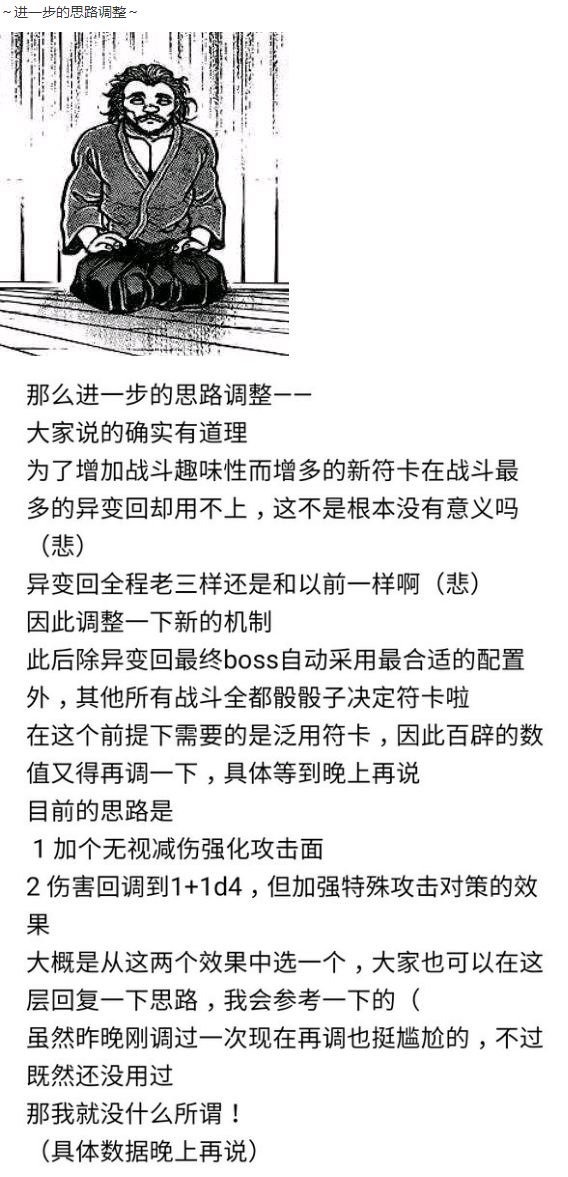 ~进一步的思路调整~
那么进一步的思路调整——
大家说的确实有道理
为了增加战斗趣味性而增多的新符卡在战斗最
多的异变回却用不上，这不是根本没有意义吗
（悲）
异变回全程老三样还是和以前一样啊（悲）
因此调整一下新的机制
此后除异变回最终boss自动采用最合适的配置
外，其他所有战斗全都骰骰子决定符卡啦
在这个前提下需要的是泛用符卡，因此百辟的数
值又得再调一下，具体等到晚上再说
目前的思路是
1 加个无视减伤强化攻击面
2 伤害回调到1+1d4，但加强特殊攻击对策的效
果
大概是从这两个效果中选一个，大家也可以在这
层回复一下思路，我会参考一下的（
虽然昨晚刚调过一次现在再调也挺尴尬的，不过
既然还没用过
那我就没什么所谓！
（具体数据晚上再说）